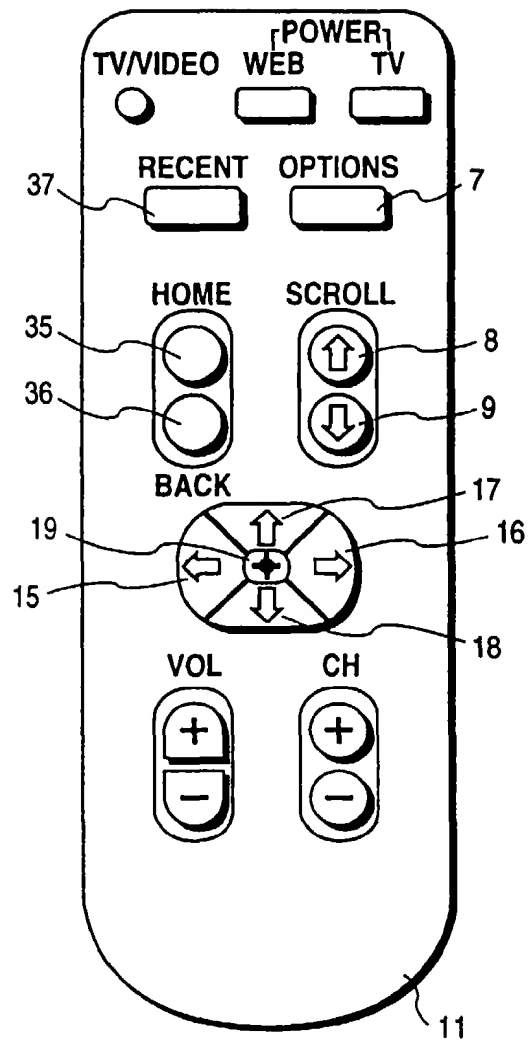 POWER
TV/VIDEO WEB TV
RECENT OPTIONS
37 7
HOME SCROLL
35 8
36 9
BACK
17
19 16
15
18
VOL CH
+ +
− −
11